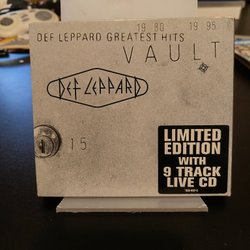 19 80 - 19 95
DEF LEPPARD GREATEST HITS
VAULT
DEF LEPPARD
15
LIMITED
EDITION
WITH
9 TRACK
LIVE CD